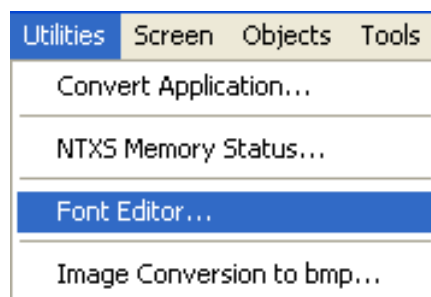 Utilities Screen Objects Tools
Convert Application...
NTXS Memory Status...
Font Editor...
Image Conversion to bmp...